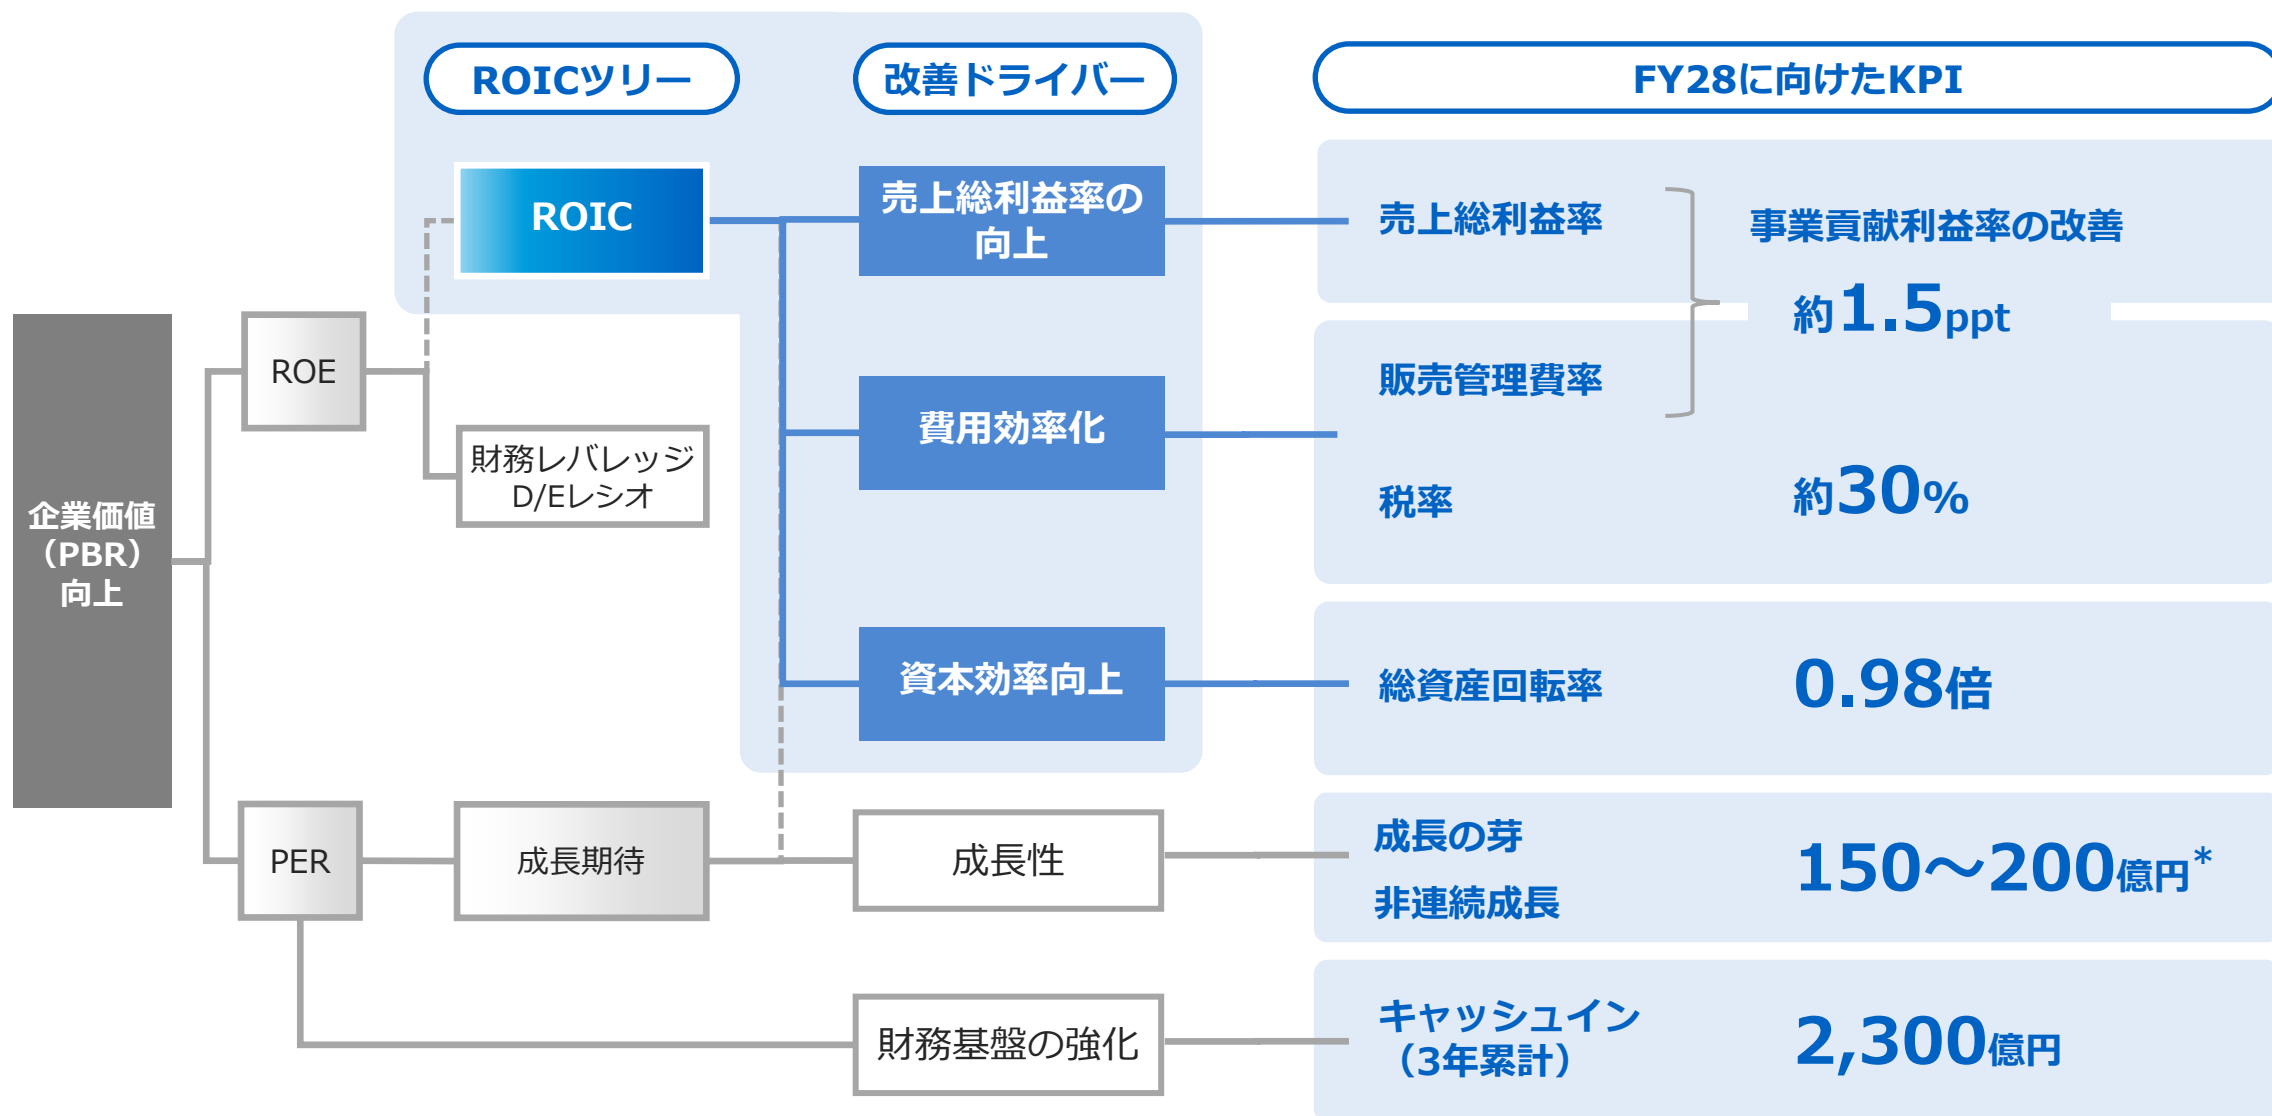 ROICツリー
改善ドライバー
FY28に向けたKPI
ROIC
売上総利益率の
向上
売上総利益率
事業貢献利益率の改善
約1.5ppt
ROE
財務レバレッジ
D/Eレシオ
費用効率化
販売管理費率
税率
約30%
企業価値
（PBR）
向上
資本効率向上
総資産回転率
0.98倍
PER
成長期待
成長性
成長の芽
非連続成長
150～200億円*
財務基盤の強化
キャッシュイン
（3年累計）
2,300億円